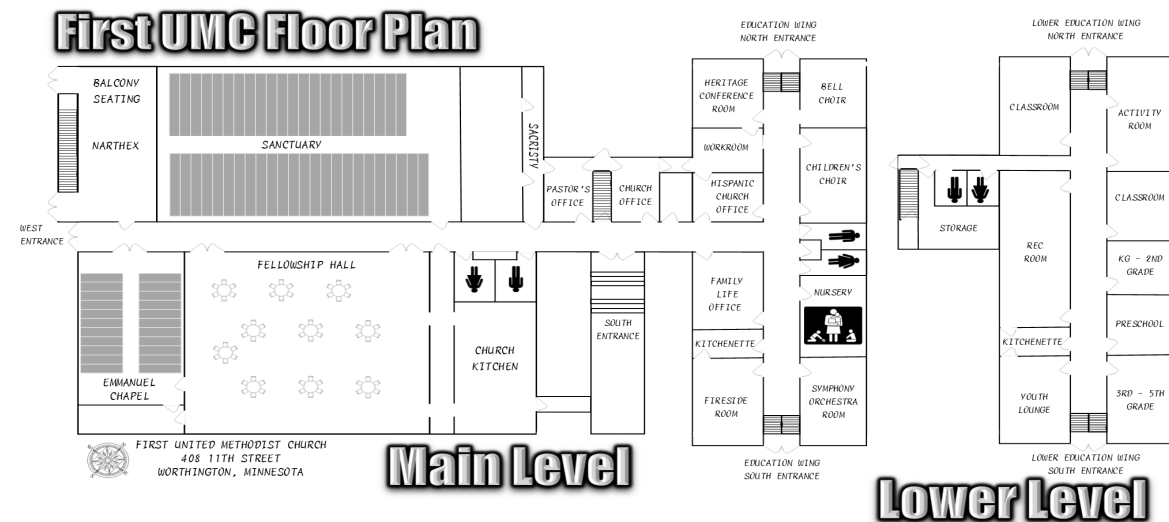 First UMC Floor Plan
BALCONY
SEATING
NARTHEX
SANCTUARY
SACRISTY
PASTOR'S
OFFICE
CHURCH
OFFICE
WEST
ENTRANCE
FELLOWSHIP HALL
EMMANUEL
CHAPEL
CHURCH
KITCHEN
SOUTH
ENTRANCE
FIRST UNITED METHODIST CHURCH
408 11TH STREET
WORTHINGTON, MINNESOTA
Main Level
EDUCATION WING
NORTH ENTRANCE
HERITAGE
CONFERENCE
ROOM
BELL
CHOIR
WORKROOM
CHILDREN'S
CHOIR
HISPANIC
CHURCH
OFFICE
FAMILY
LIFE
OFFICE
NURSERY
KITCHENETTE
FIRESIDE
ROOM
SYMPHONY
ORCHESTRA
ROOM
EDUCATION WING
SOUTH ENTRANCE
LOWER EDUCATION WING
NORTH ENTRANCE
CLASSROOM
ACTIVITY
ROOM
CLASSROOM
STORAGE
REC
ROOM
KG - 2ND
GRADE
PRESCHOOL
KITCHENETTE
YOUTH
LOUNGE
3RD - 5TH
GRADE
LOWER EDUCATION WING
SOUTH ENTRANCE
Lower Level